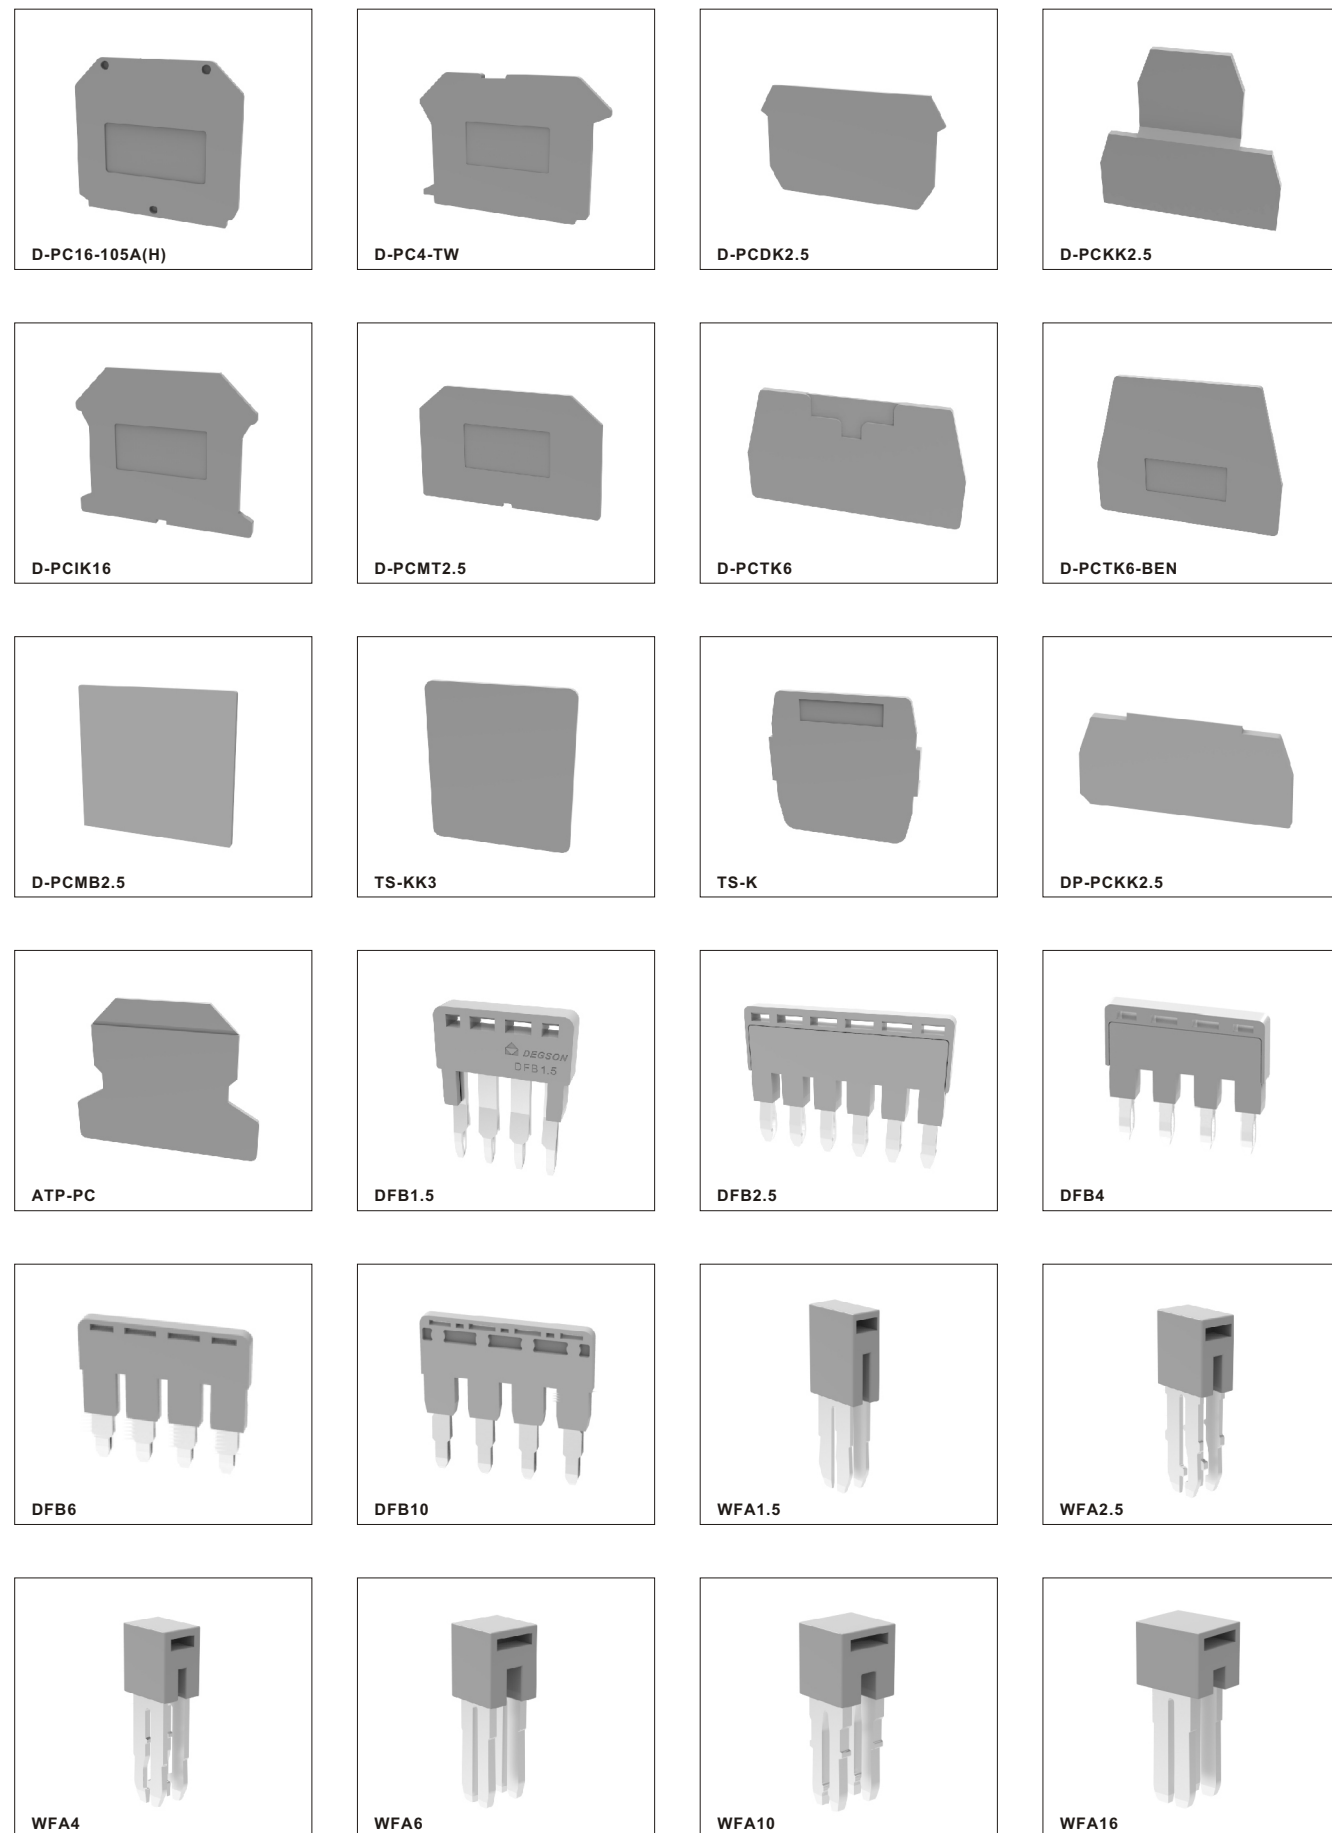 D-PC16-105A(H)
D-PC4-TW
D-PCDK2.5
D-PCKK2.5
D-PCIK16
D-PCMT2.5
D-PCTK6
D-PCTK6-BEN
D-PCMB2.5
TS-KK3
TS-K
DP-PCKK2.5
DEGSON
DFB1.5
ATP-PC
DFB1.5
DFB2.5
DFB4
DFB6
DFB10
WFA1.5
WFA2.5
WFA4
WFA6
WFA10
WFA16